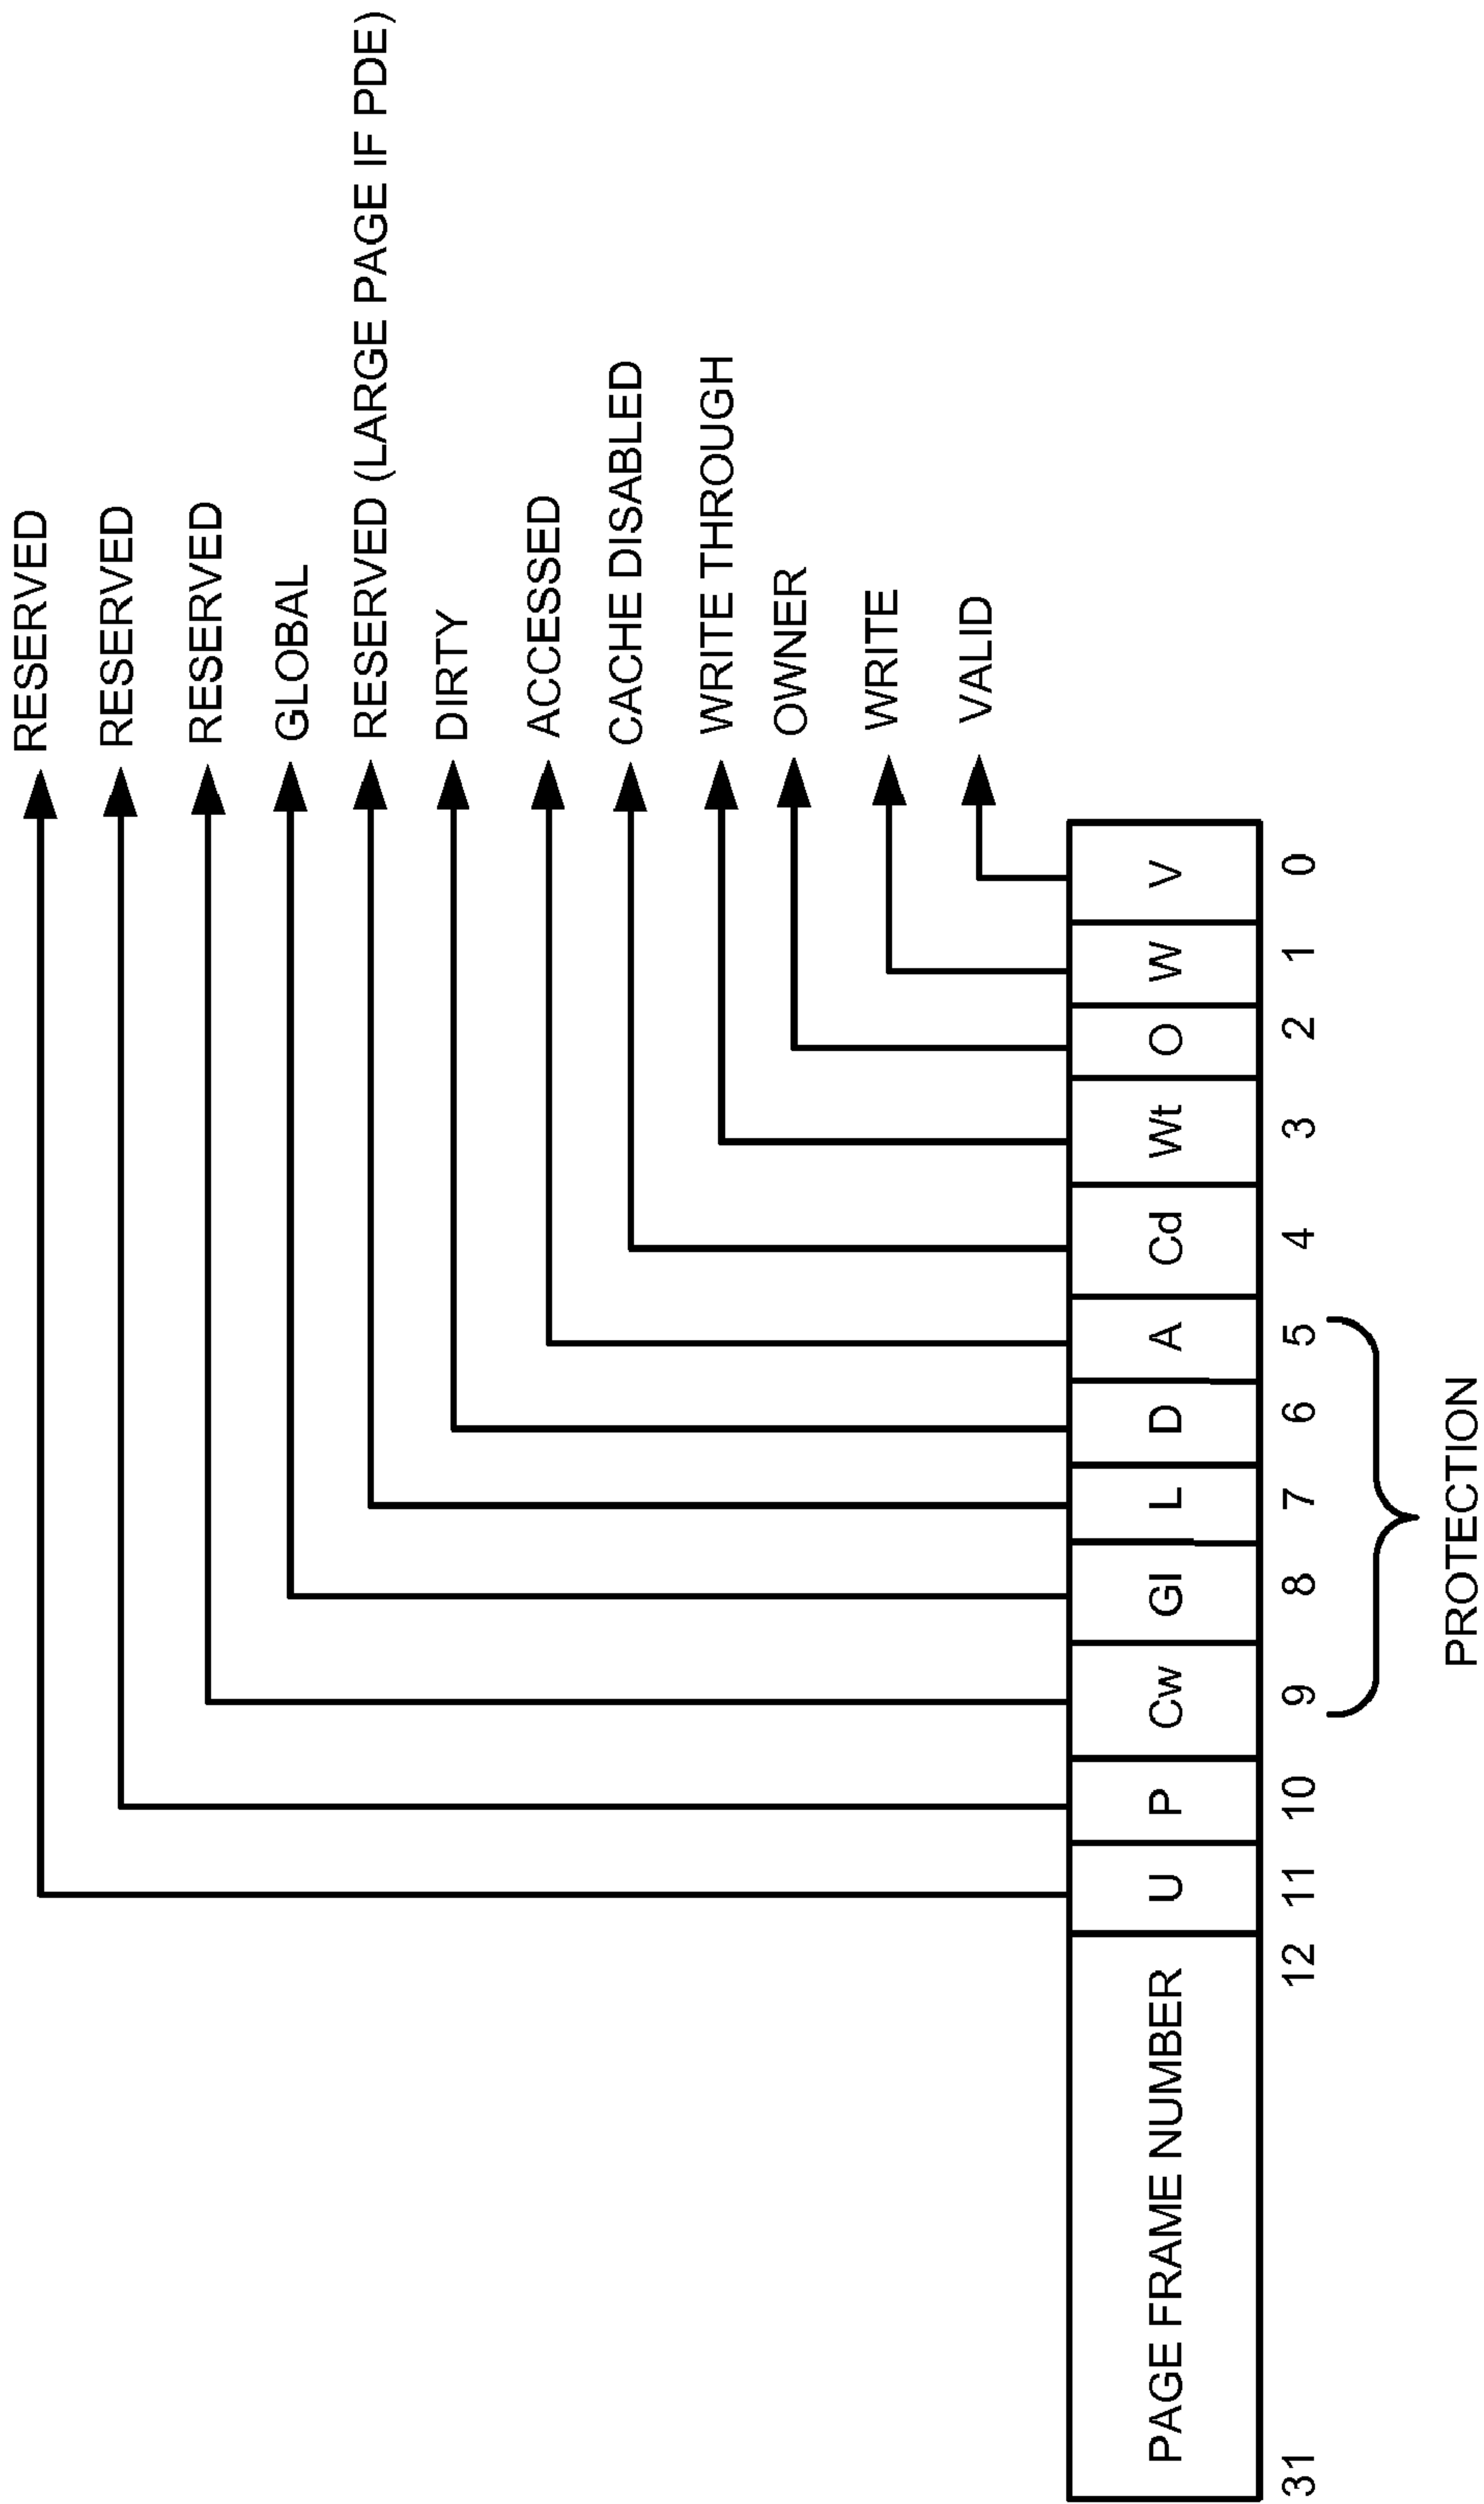 RESERVED
RESERVED
RESERVED
GLOBAL
RESERVED (LARGE PAGE IF PDE)
DIRTY
ACCESSED
CACHE DISABLED
WRITE THROUGH
OWNER
WRITE
VALID
PAGE FRAME NUMBER U P Cw Gl L D A Cd Wt O W V
31 12 11 10 9 8 7 6 5 4 3 2 1 0
PROTECTION